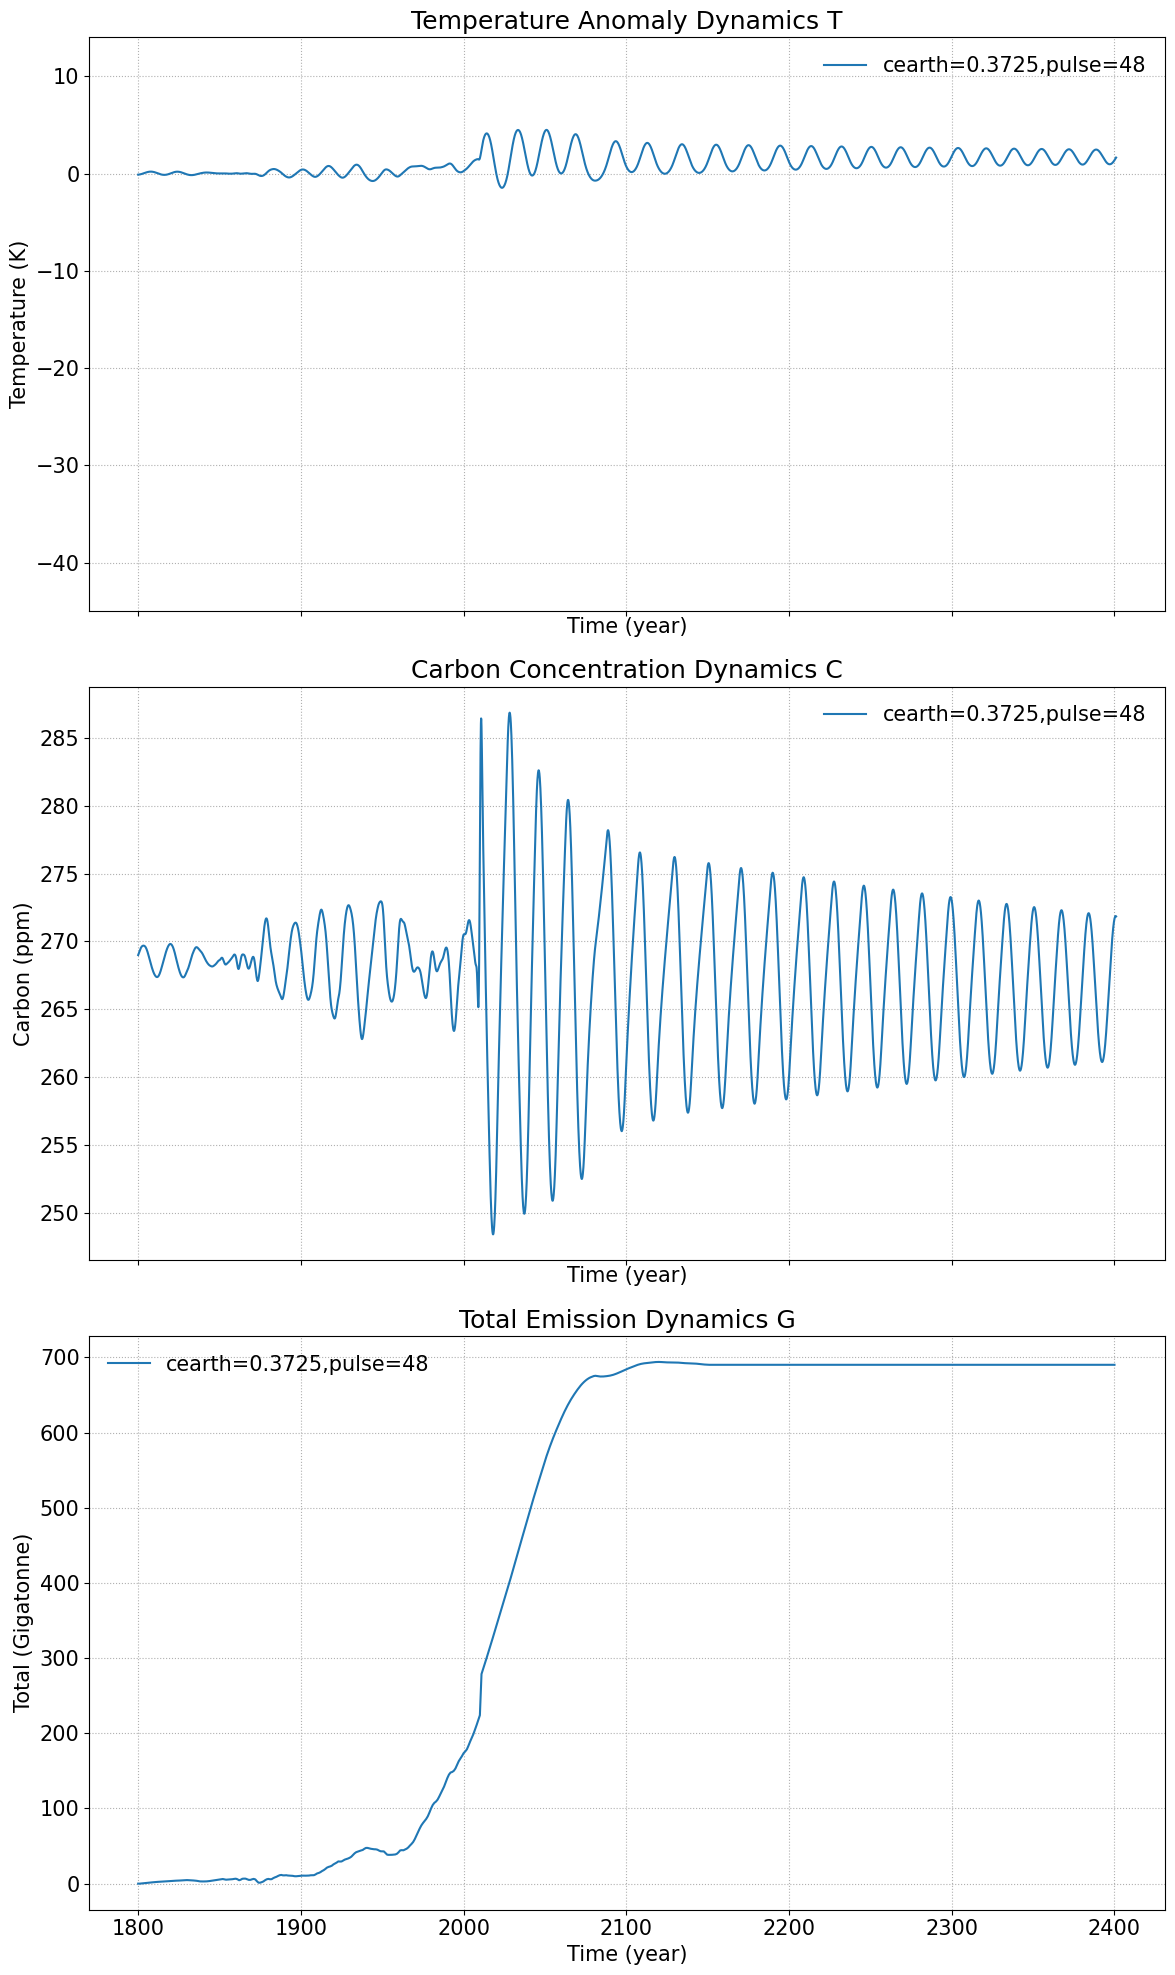 Temperature Anomaly Dynamics T
cearth=0.3725,pulse=48
10
0
−10
−20
−30
−40
Temperature (K)
Time (year)
Carbon Concentration Dynamics C
cearth=0.3725,pulse=48
285
280
275
270
265
260
255
250
Carbon (ppm)
Time (year)
Total Emission Dynamics G
cearth=0.3725,pulse=48
700
600
500
400
300
200
100
0
Total (Gigatonne)
1800 1900 2000 2100 2200 2300 2400
Time (year)